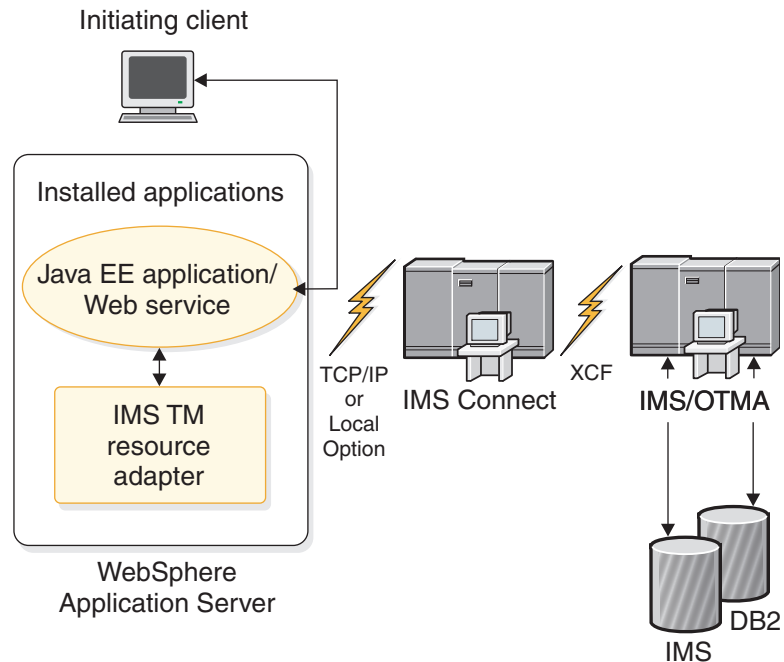 Initiating client
Installed applications
Java EE application/
Web service
IMS TM
resource
adapter
WebSphere
Application Server
TCP/IP
or
Local
Option
IMS Connect
XCF
IMS/OTMA
DB2
IMS